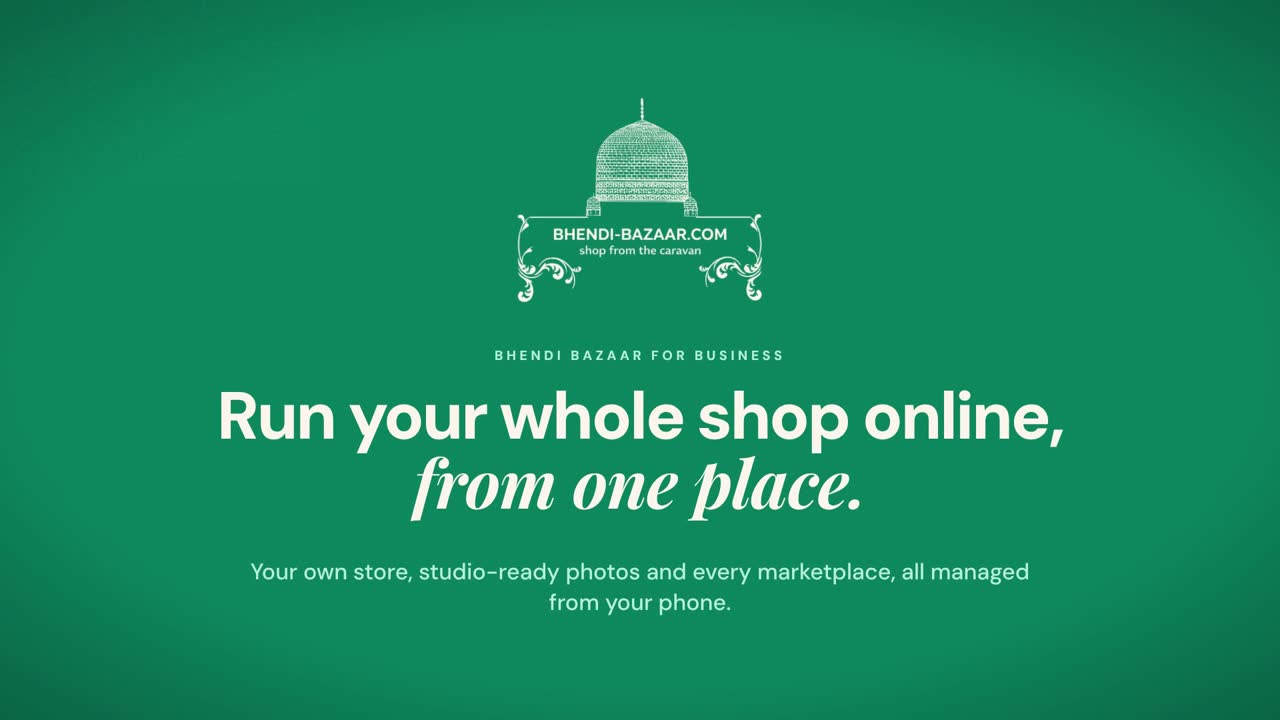 BHENDI-BAZAAR.COM
shop from the caravan
BHENDI BAZAAR FOR BUSINESS
Run your whole shop online,
from one place.
Your own store, studio-ready photos and every marketplace, all managed
from your phone.